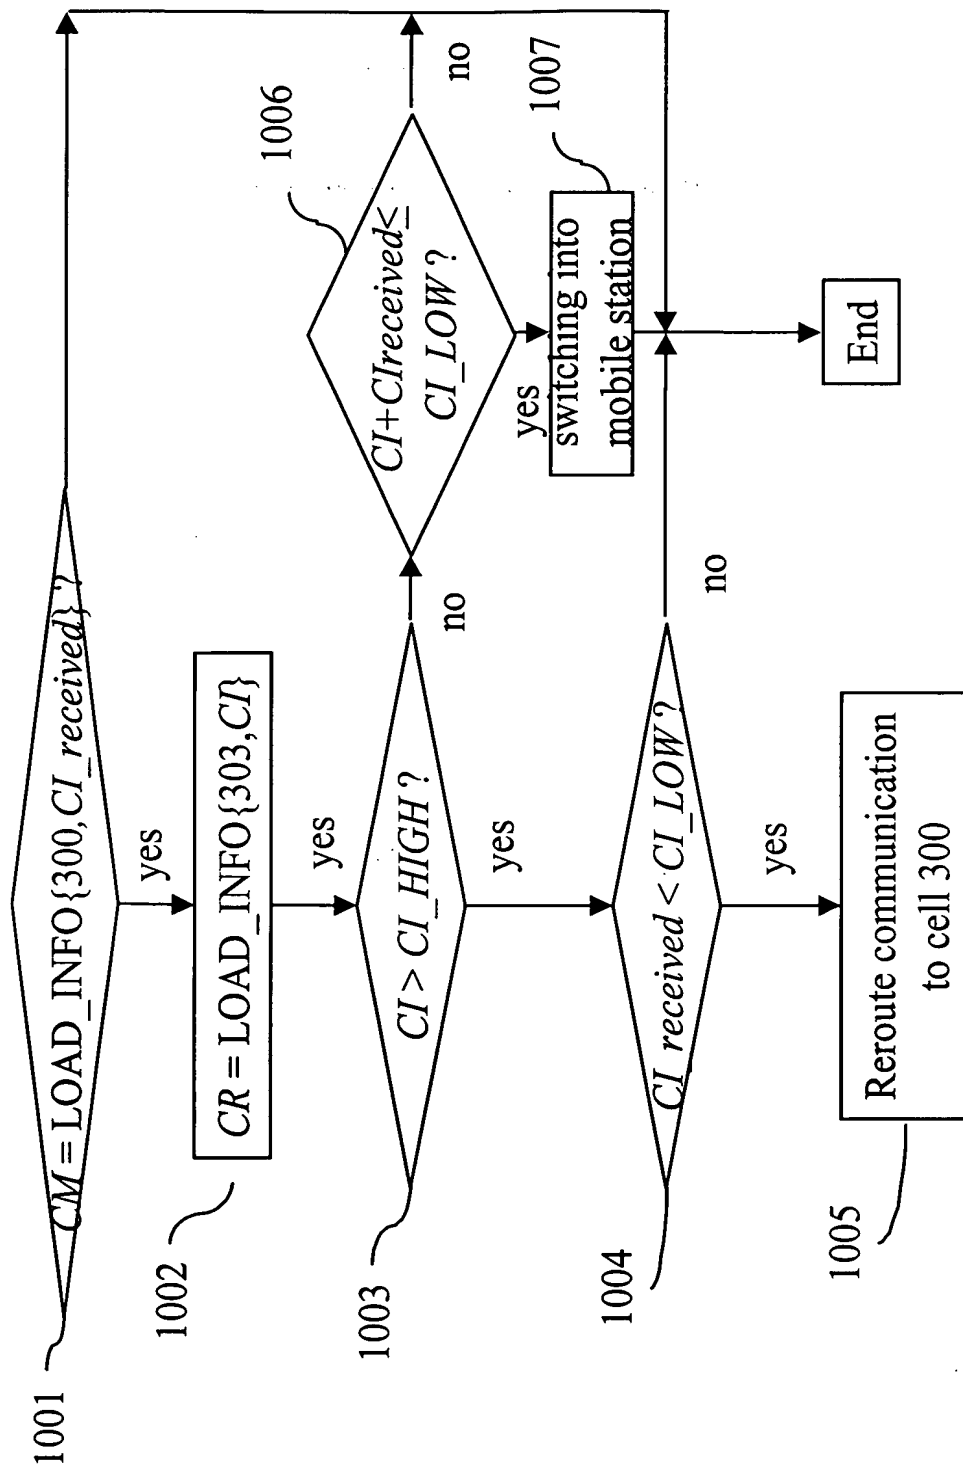 1001
CM = LOAD_INFO{300,CI_received} ?
yes
1002
CR = LOAD_INFO{303,CI}
yes
1003
CI > CI_HIGH ?
no
1006
CI+CIreceived≤
CI_LOW ?
no
yes
1007
switching into
mobile station
yes
1004
CI_received < CI_LOW ?
no
yes
1005
Reroute communication
to cell 300
End